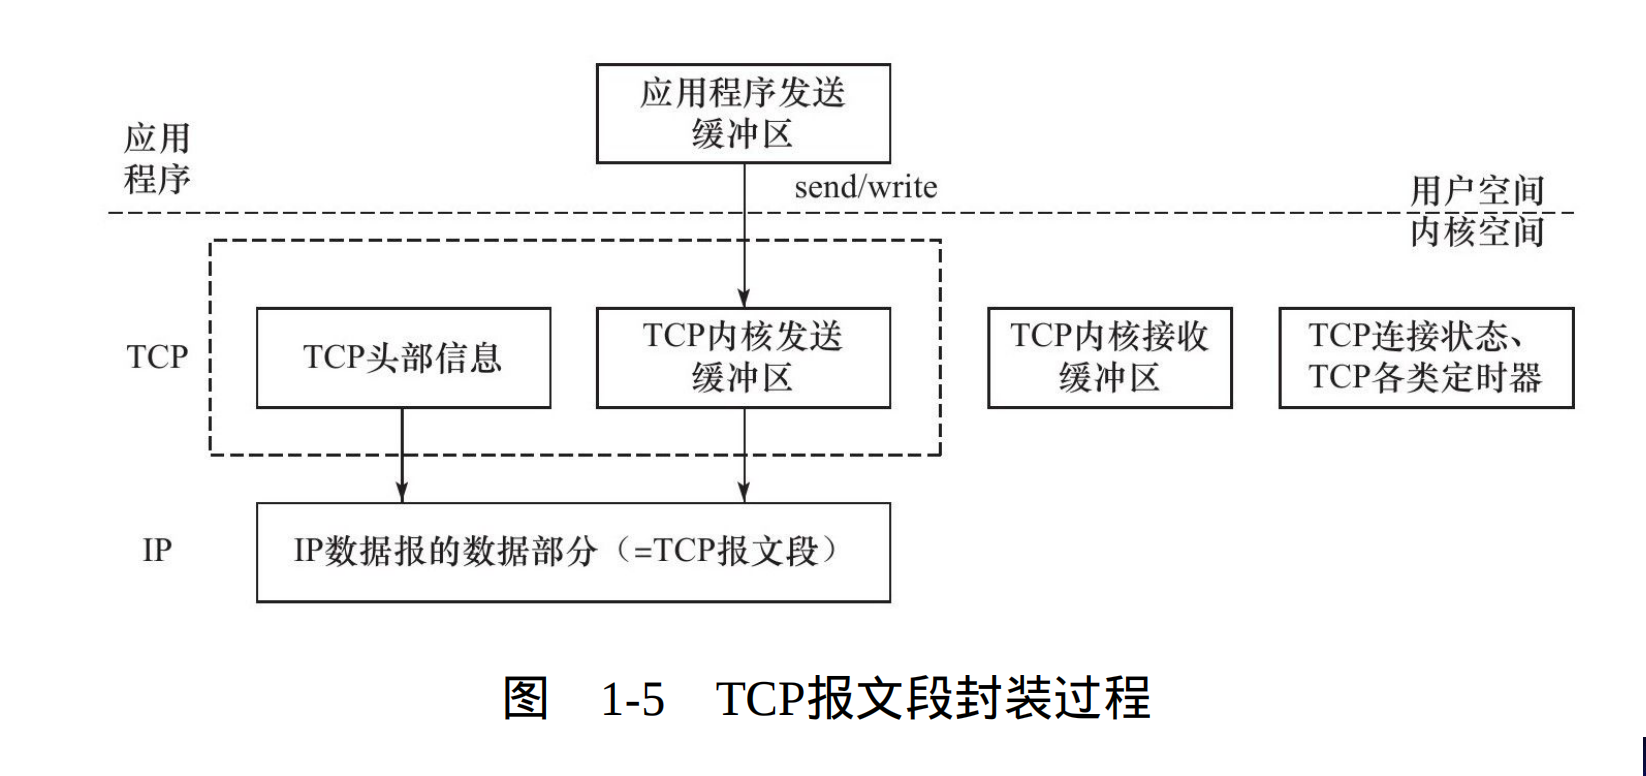 应用程序发送
缓冲区
应用
程序
send/write
用户空间
内核空间
TCP
TCP头部信息
TCP内核发送
缓冲区
TCP内核接收
缓冲区
TCP连接状态、
TCP各类定时器
IP
IP数据报的数据部分（=TCP报文段）
图 1-5 TCP报文段封装过程